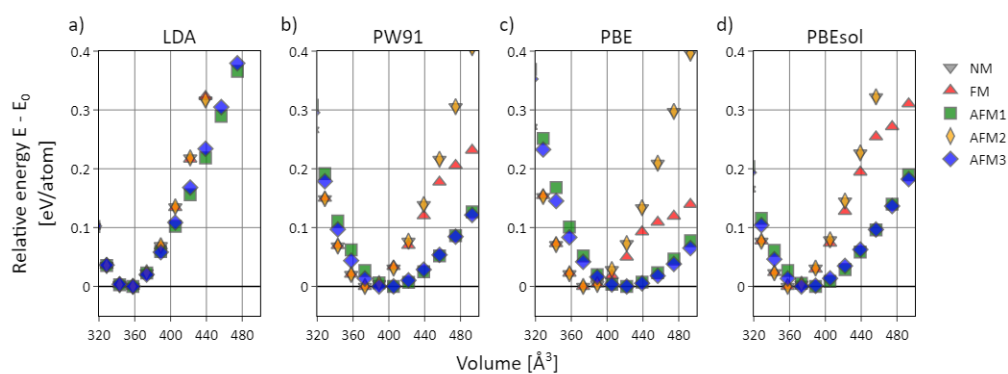 a) b) c) d)
LDA PW91 PBE PBEsol
0.4 0.4 0.4 0.4
0.3 0.3 0.3 0.3
0.2 0.2 0.2 0.2
0.1 0.1 0.1 0.1
0 0 0 0
320 360 400 440 480 320 360 400 440 480 320 360 400 440 480 320 360 400 440 480
Relative energy E - E₀
[eV/atom]
Volume [Å³]
NM
FM
AFM1
AFM2
AFM3